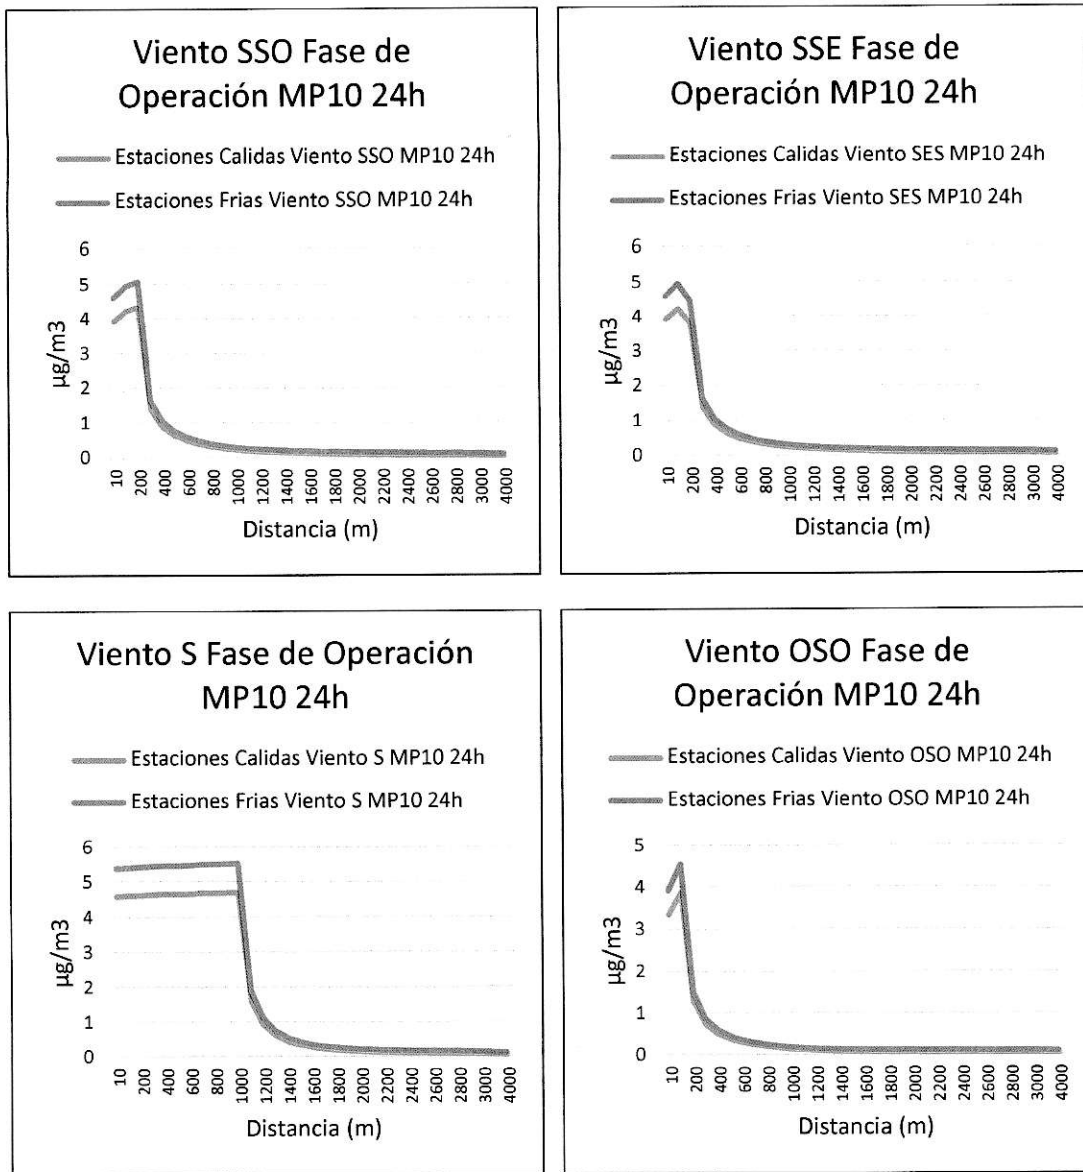 Viento SSO Fase de
Operación MP10 24h
Estaciones Calidas Viento SSO MP10 24h
Estaciones Frias Viento SSO MP10 24h
6
5
4
3
2
1
0
µg/m3
10 200 400 600 800 1000 1200 1400 1600 1800 2000 2200 2400 2600 2800 3000 4000
Distancia (m)
Viento SSE Fase de
Operación MP10 24h
Estaciones Calidas Viento SES MP10 24h
Estaciones Frias Viento SES MP10 24h
6
5
4
3
2
1
0
µg/m3
10 200 400 600 800 1000 1200 1400 1600 1800 2000 2200 2400 2600 2800 3000 4000
Distancia (m)
Viento S Fase de Operación
MP10 24h
Estaciones Calidas Viento S MP10 24h
Estaciones Frias Viento S MP10 24h
6
5
4
3
2
1
0
µg/m3
10 200 400 600 800 1000 1200 1400 1600 1800 2000 2200 2400 2600 2800 3000 4000
Distancia (m)
Viento OSO Fase de
Operación MP10 24h
Estaciones Calidas Viento OSO MP10 24h
Estaciones Frias Viento OSO MP10 24h
5
4
3
2
1
0
µg/m3
10 200 400 600 800 1000 1200 1400 1600 1800 2000 2200 2400 2600 2800 3000 4000
Distancia (m)